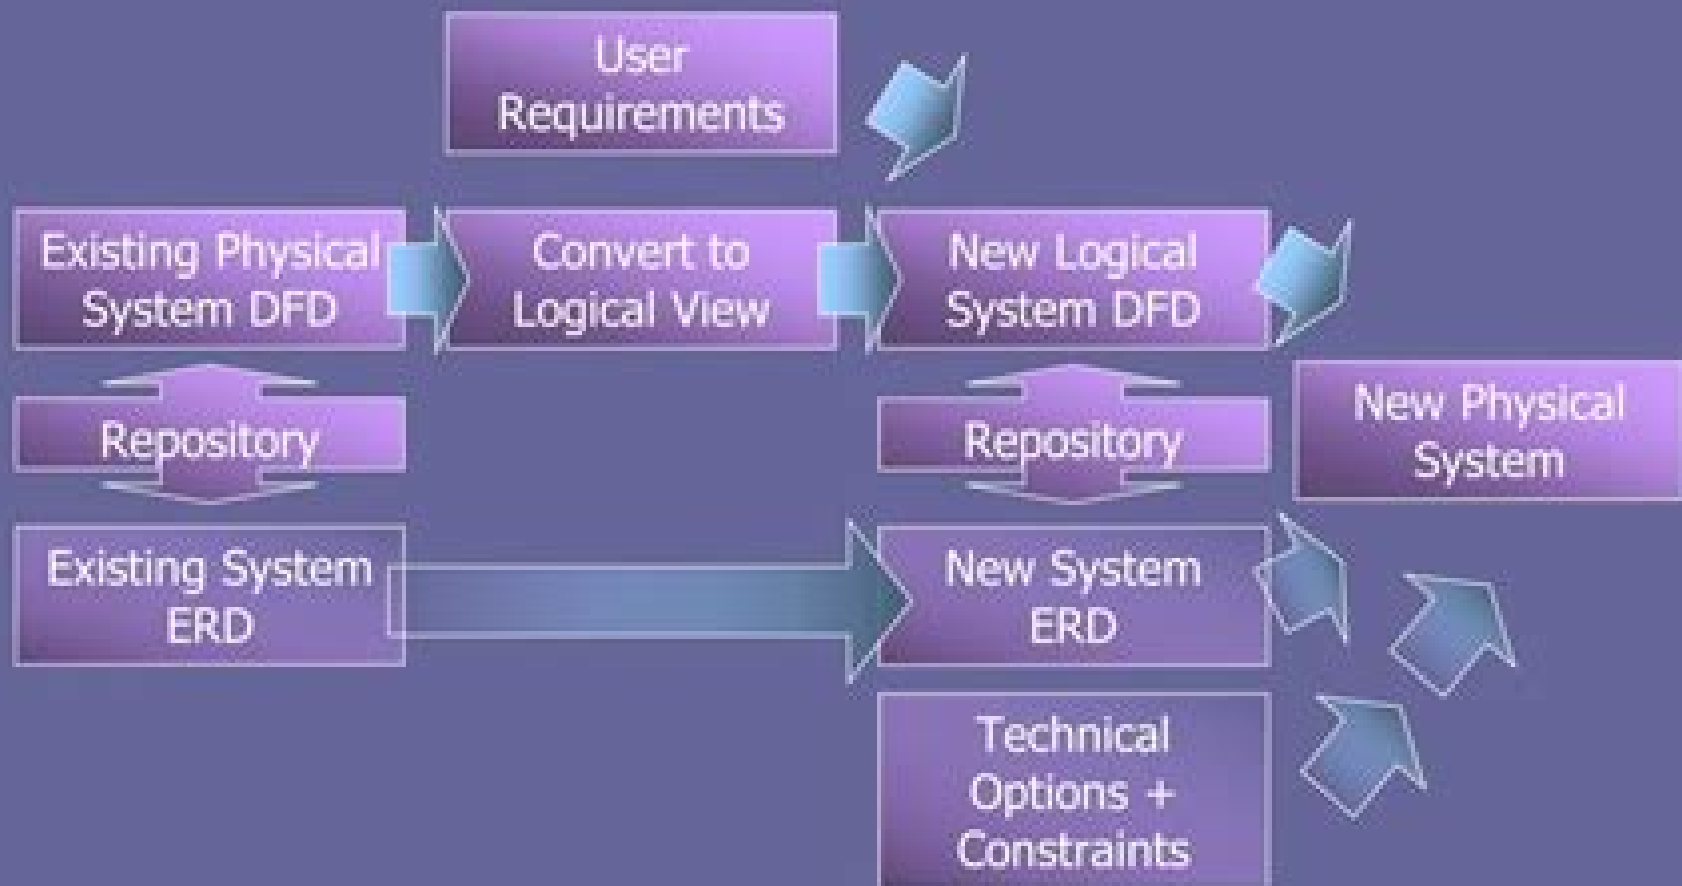 User
Requirements
Existing Physical
System DFD
Convert to
Logical View
New Logical
System DFD
Repository
Repository
New Physical
System
Existing System
ERD
New System
ERD
Technical
Options +
Constraints